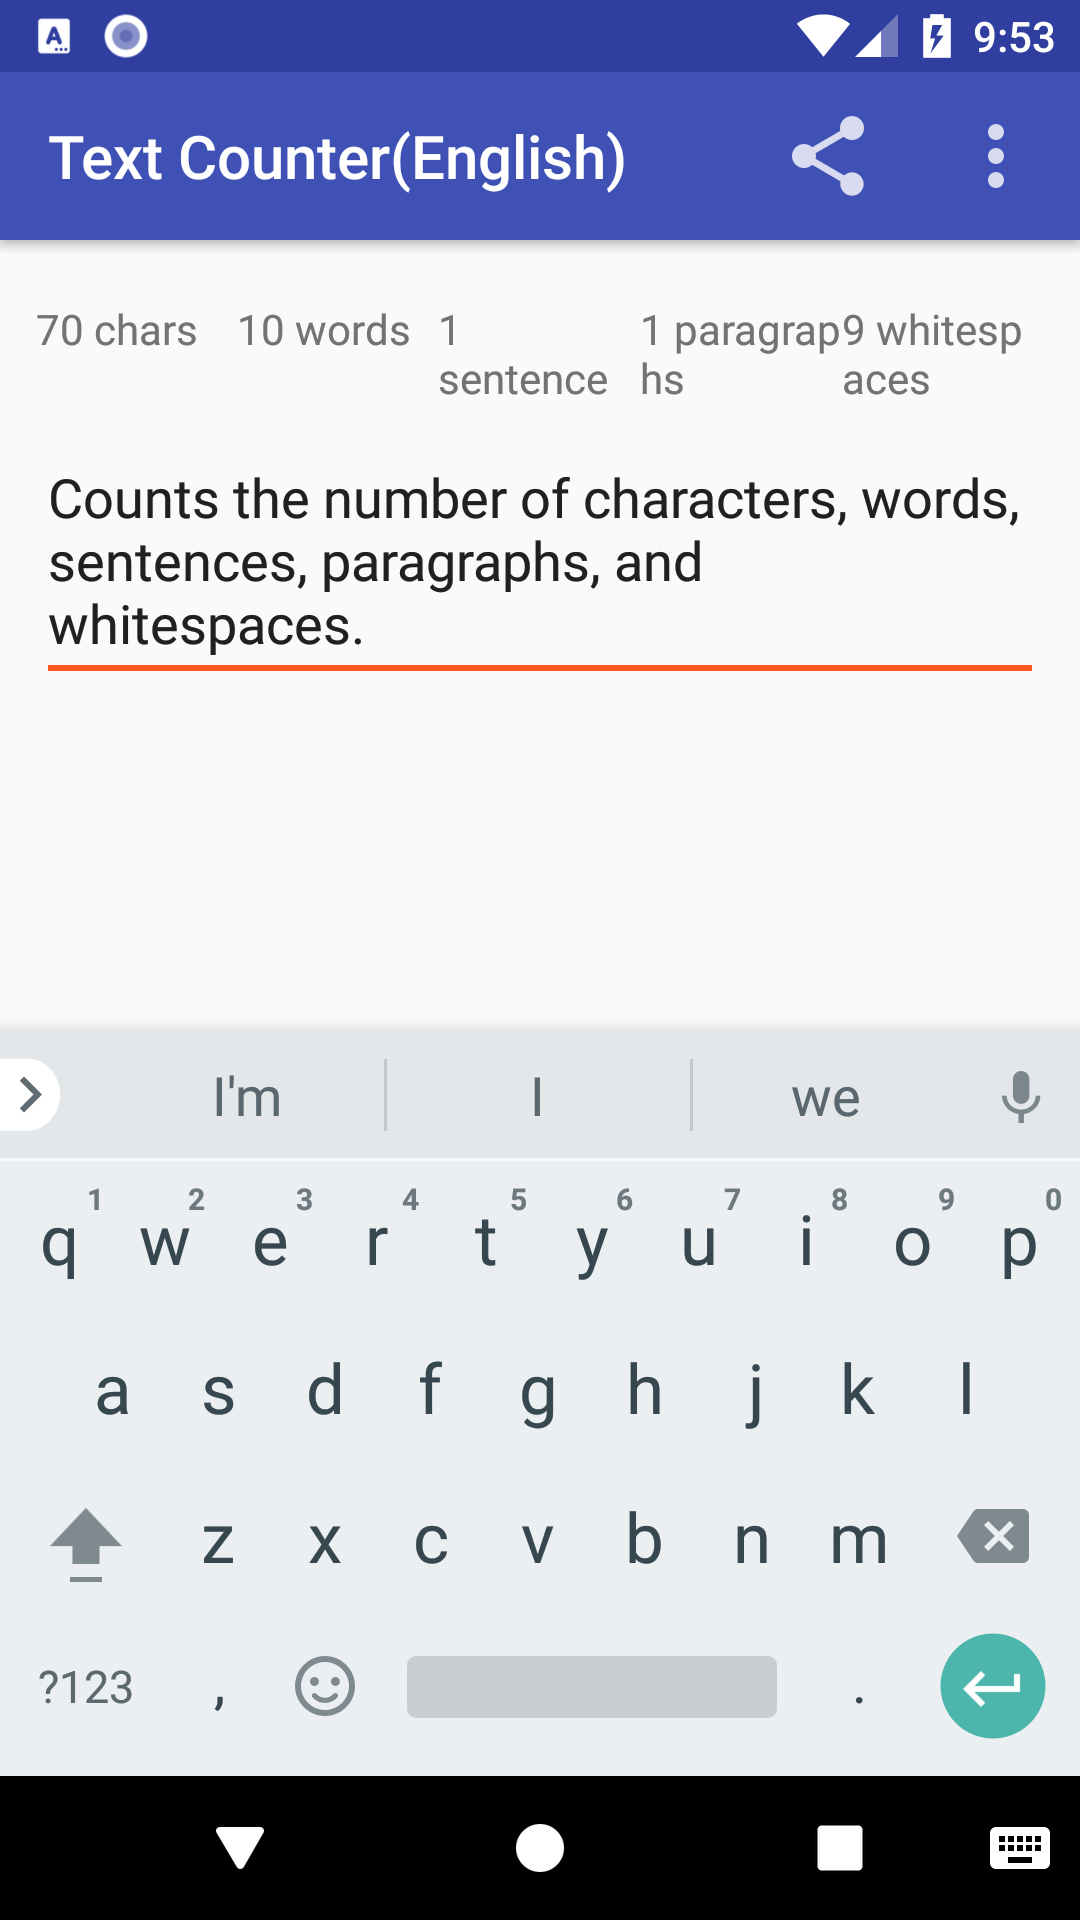 9:53
Text Counter(English)
70 chars 10 words 1 sentence 1 paragraphs 9 whitespaces
Counts the number of characters, words,
sentences, paragraphs, and
whitespaces.
I'm I we
1 2 3 4 5 6 7 8 9 0
q w e r t y u i o p
a s d f g h j k l
z x c v b n m
?123 , .